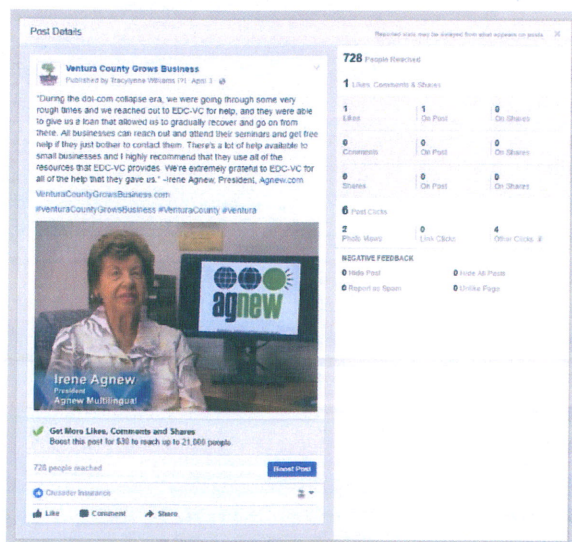 Post Details
Reported stats may be delayed from what appears on posts
Ventura County Grows Business
Published by Tracylenne Williams [?] · April 3 ·
"During the dot-com collapse era, we were going through some very
rough times and we reached out to EDC-VC for help, and they were able
to give us a loan that allowed us to gradually recover and go on from
there. All businesses can reach out and attend their seminars and get free
help if they just bother to contact them. There's a lot of help available to
small businesses and I highly recommend that they use all of the
resources that EDC-VC provides. We're extremely grateful to EDC-VC for
all of the help that they gave us." -Irene Agnew, President, Agnew.com
VenturaCountyGrowsBusiness.com
#VenturaCountyGrowsBusiness #VenturaCounty #Ventura
agnew
Irene Agnew
President
Agnew Multilingual
Get More Likes, Comments and Shares
Boost this post for $30 to reach up to 21,000 people.
728 people reached
Boost Post
Crusader Insurance
Like Comment Share
728 People Reached
1 Likes, Comments & Shares
1 1 0
Likes On Post On Shares
0 0 0
Comments On Post On Shares
0 0 0
Shares On Post On Shares
6 Post Clicks
2 0 4
Photo Views Link Clicks Other Clicks
NEGATIVE FEEDBACK
0 Hide Post 0 Hide All Posts
0 Report as Spam 0 Unlike Page